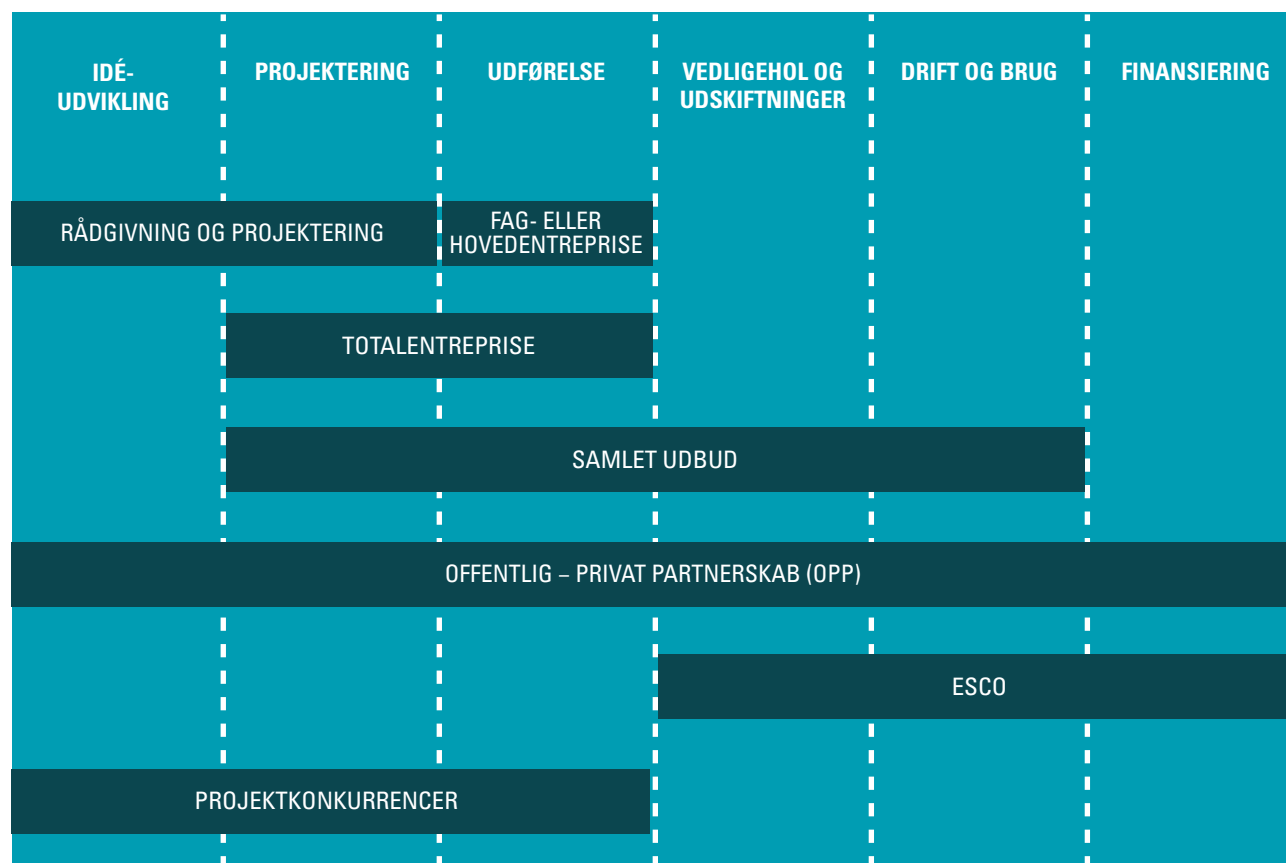 IDÉ-
UDVIKLING
PROJEKTERING
UDFØRELSE
VEDLIGEHOL OG
UDSKIFTNINGER
DRIFT OG BRUG
FINANSIERING
RÅDGIVNING OG PROJEKTERING
FAG- ELLER
HOVEDENTREPRISE
TOTALENTREPRISE
SAMLET UDBUD
OFFENTLIG – PRIVAT PARTNERSKAB (OPP)
ESCO
PROJEKTKONKURRENCER